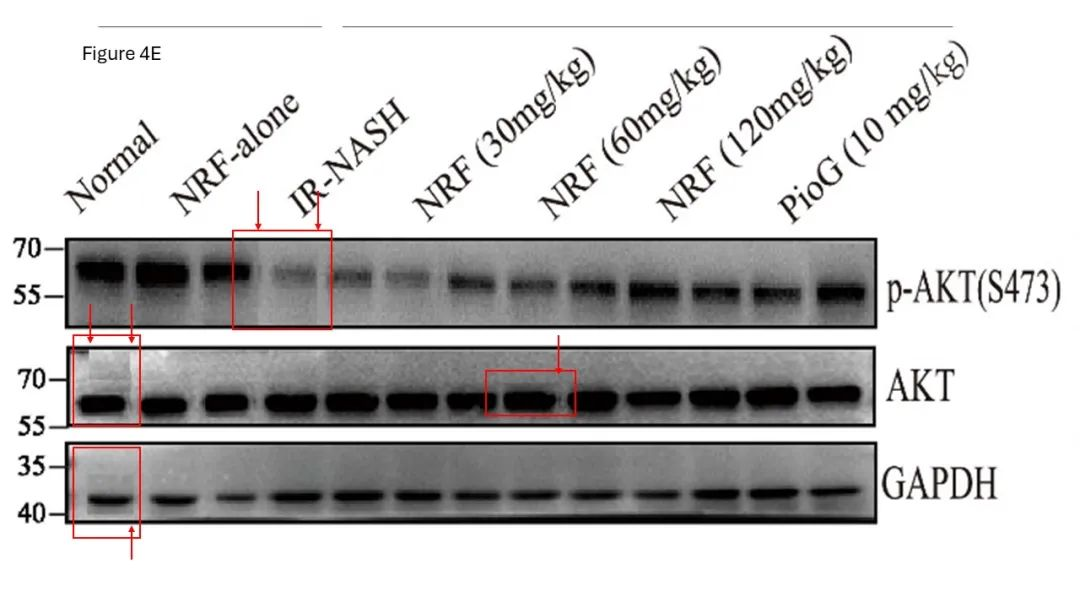 Figure 4E
Normal
NRF-alone
IR-NASH
NRF (30mg/kg)
NRF (60mg/kg)
NRF (120mg/kg)
PioG (10 mg/kg)
70
55
p-AKT(S473)
70
55
AKT
35
40
GAPDH